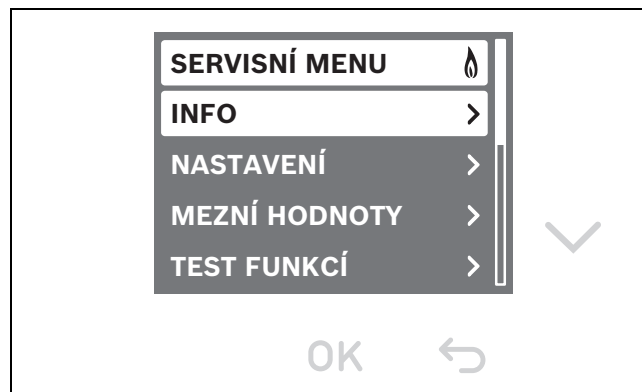 SERVISNÍ MENU
INFO
NASTAVENÍ
MEZNÍ HODNOTY
TEST FUNKCÍ
OK